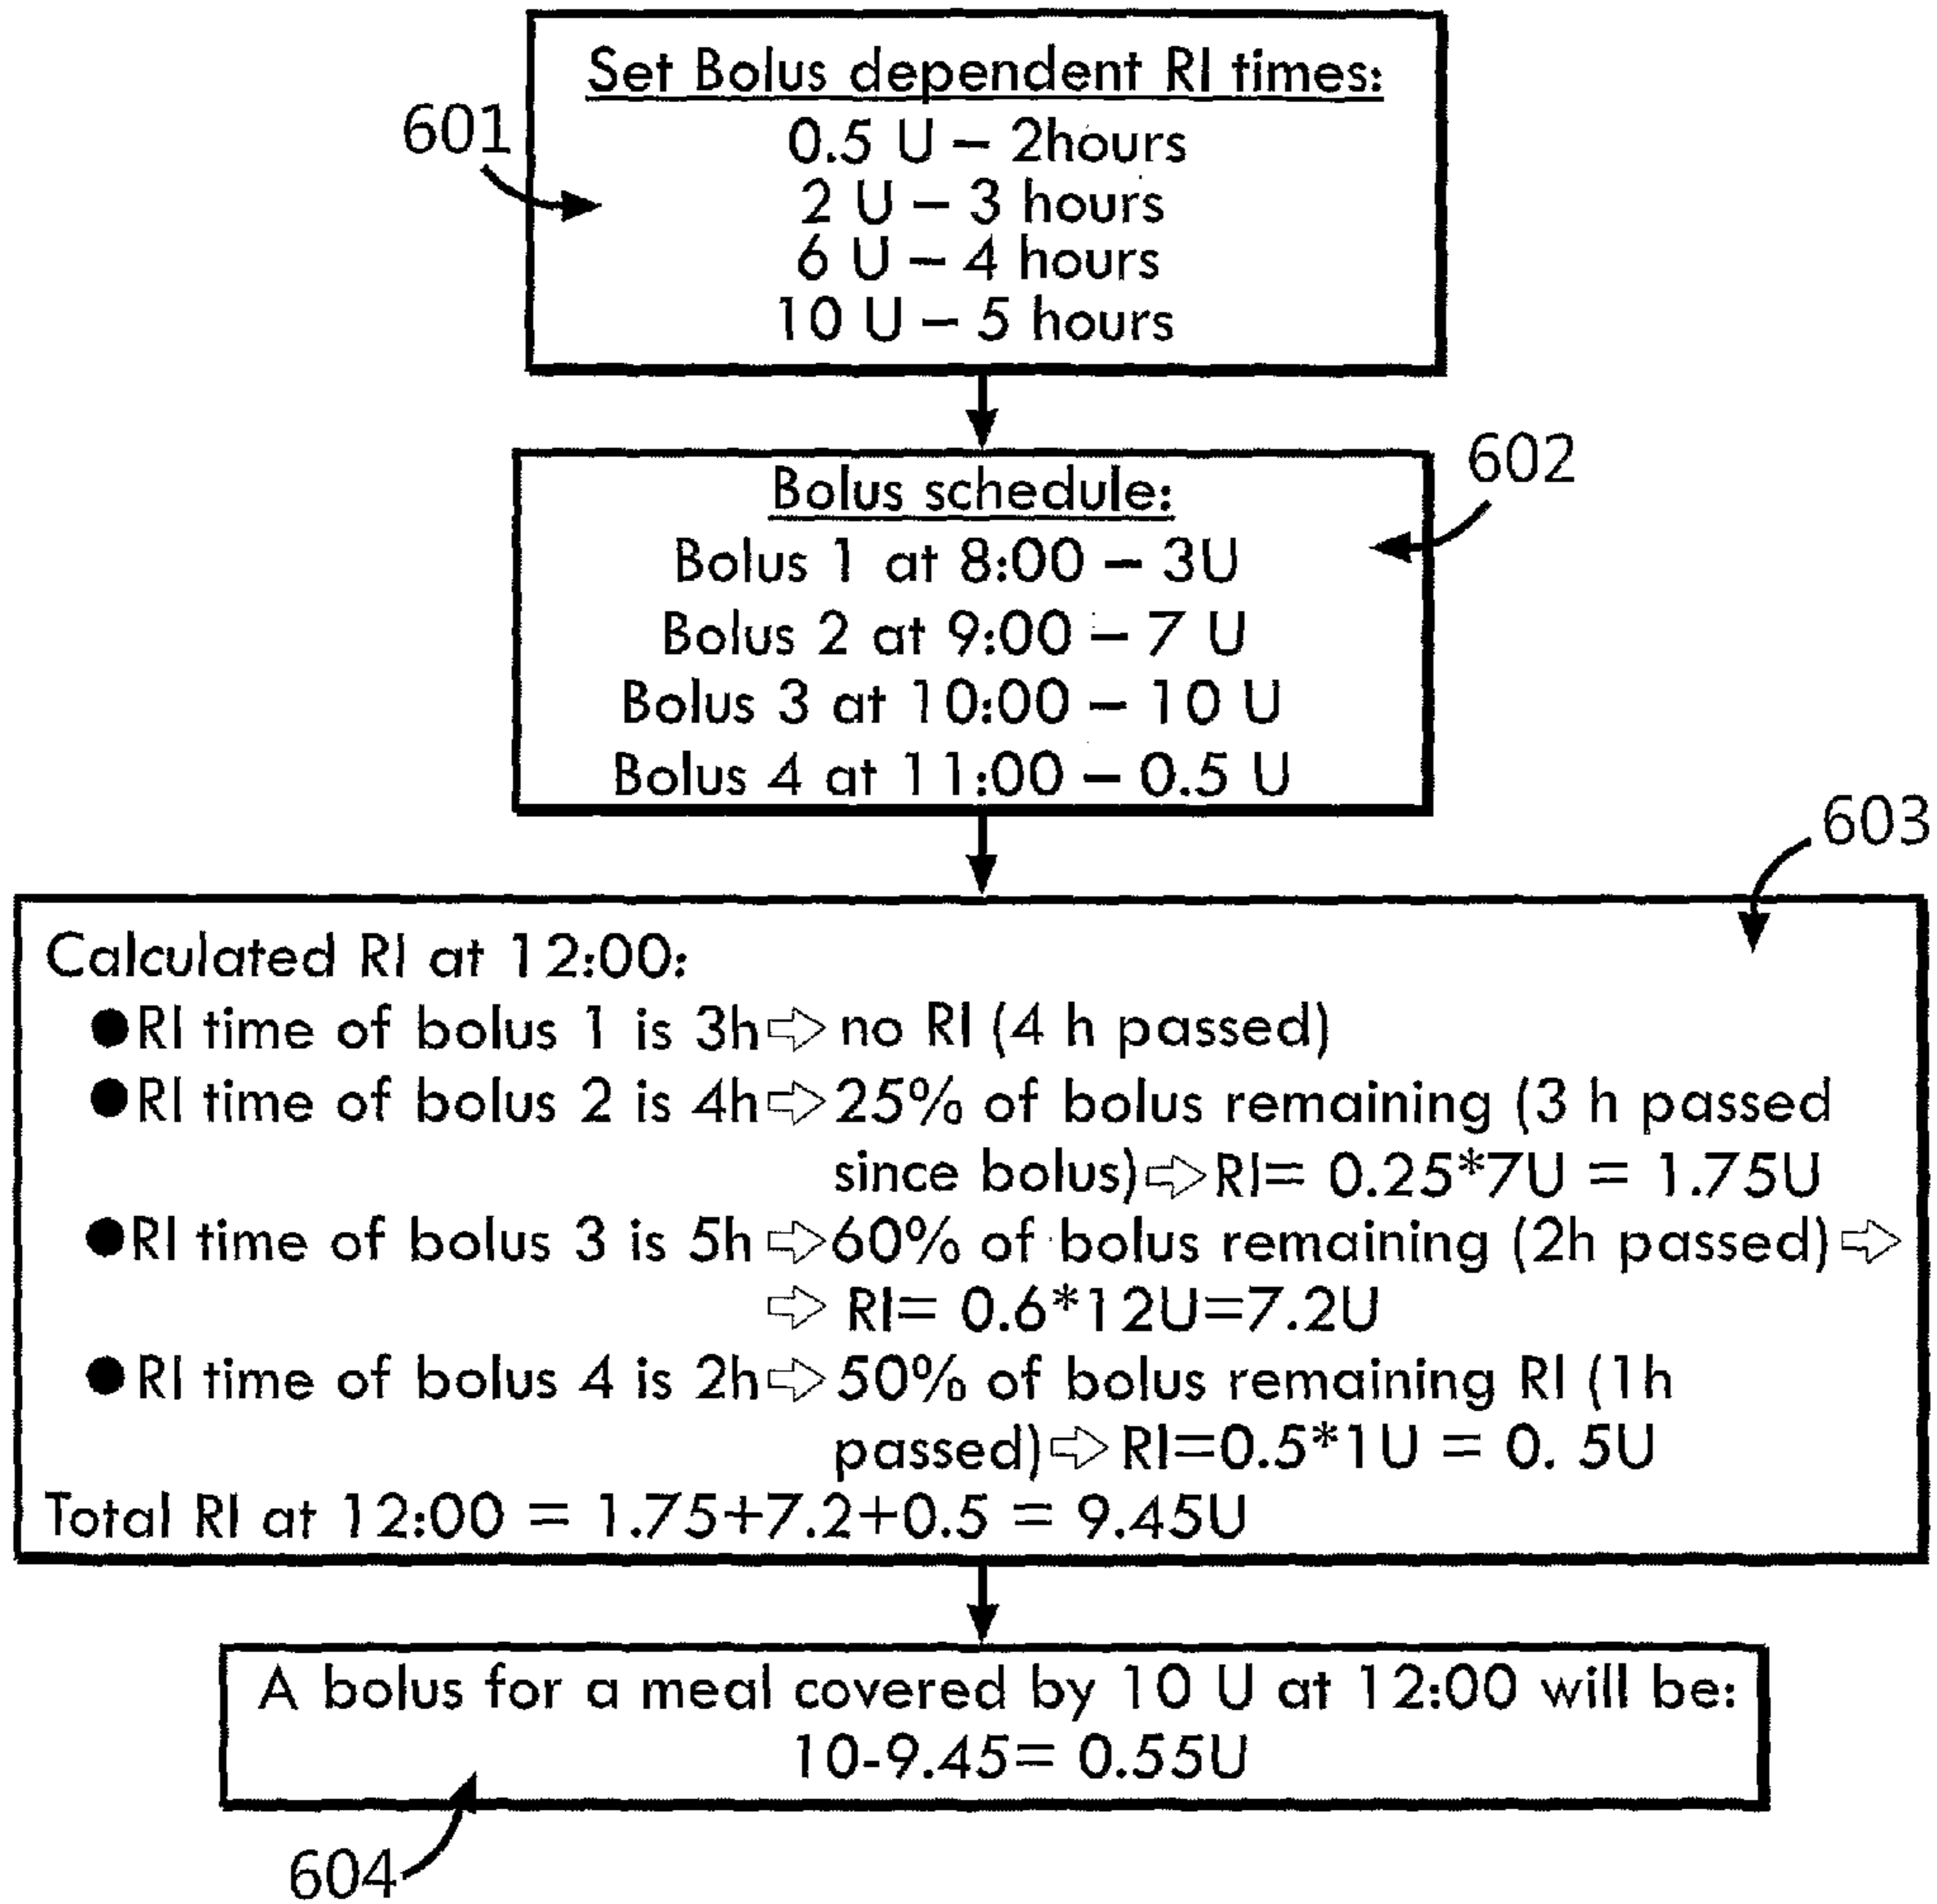 Set Bolus dependent RI times:
601
0.5 U – 2hours
2 U – 3 hours
6 U – 4 hours
10 U – 5 hours
602
Bolus schedule:
Bolus 1 at 8:00 – 3U
Bolus 2 at 9:00 – 7 U
Bolus 3 at 10:00 – 10 U
Bolus 4 at 11:00 – 0.5 U
603
Calculated RI at 12:00:
●RI time of bolus 1 is 3h⇨ no RI (4 h passed)
●RI time of bolus 2 is 4h⇨25% of bolus remaining (3 h passed
since bolus)⇨RI= 0.25*7U = 1.75U
●RI time of bolus 3 is 5h ⇨60% of bolus remaining (2h passed)⇨
⇨ RI= 0.6*12U=7.2U
●RI time of bolus 4 is 2h⇨50% of bolus remaining RI (1h
passed)⇨RI=0.5*1U = 0. 5U
Total RI at 12:00 = 1.75+7.2+0.5 = 9.45U
A bolus for a meal covered by 10 U at 12:00 will be:
10-9.45= 0.55U
604